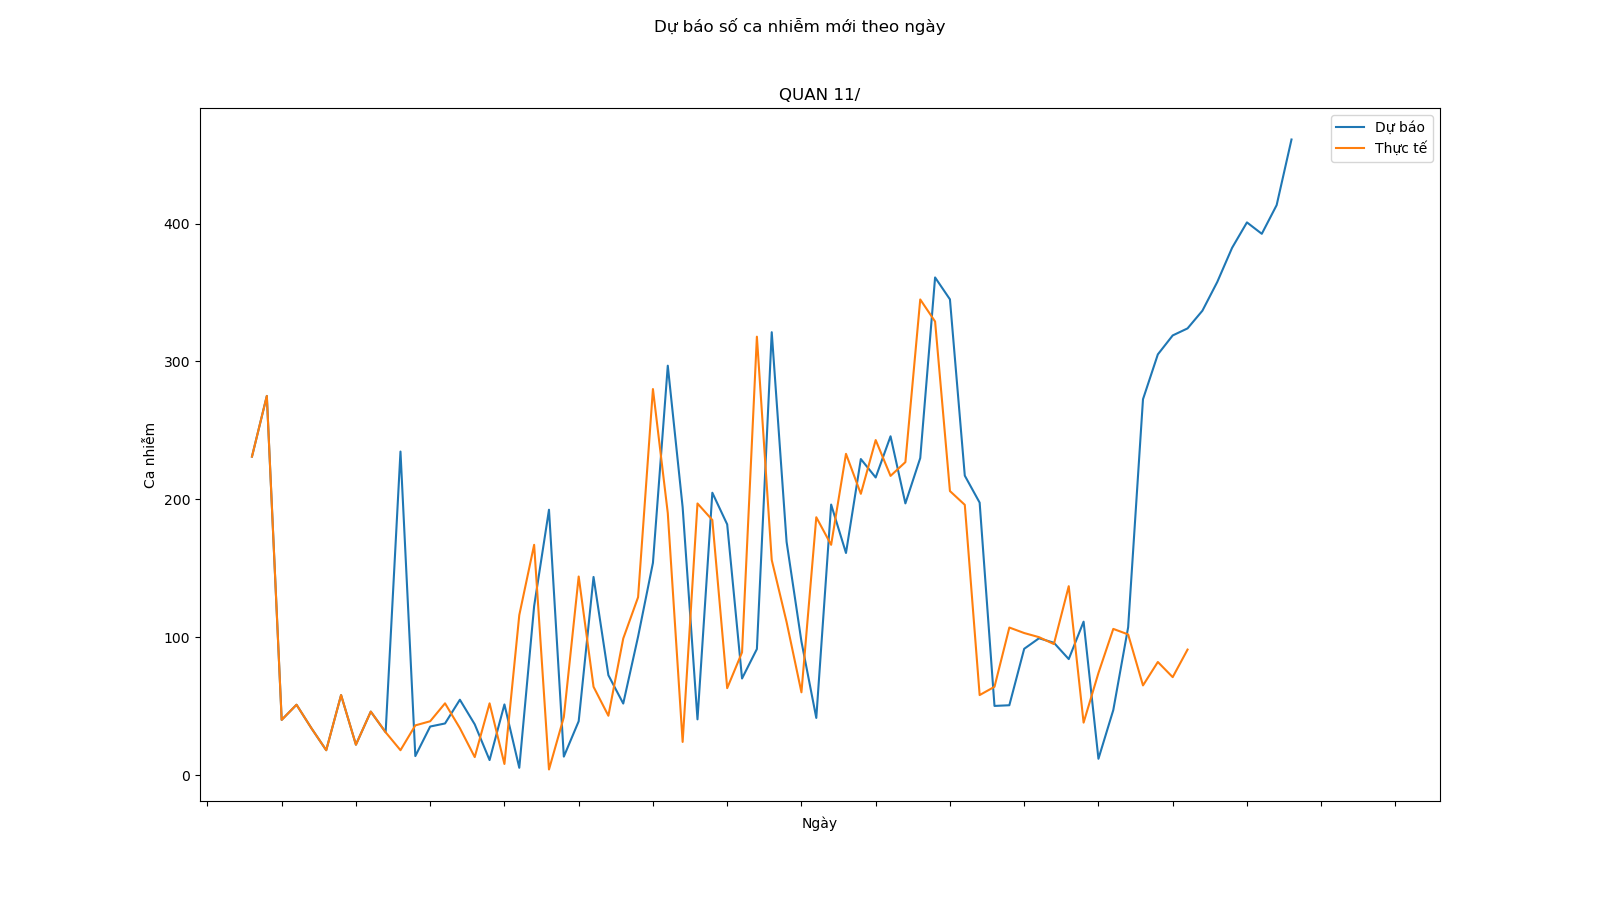 Dự báo số ca nhiễm mới theo ngày
QUAN 11/
Dự báo
Thực tế
400
300
200
100
0
Ca nhiễm
Ngày